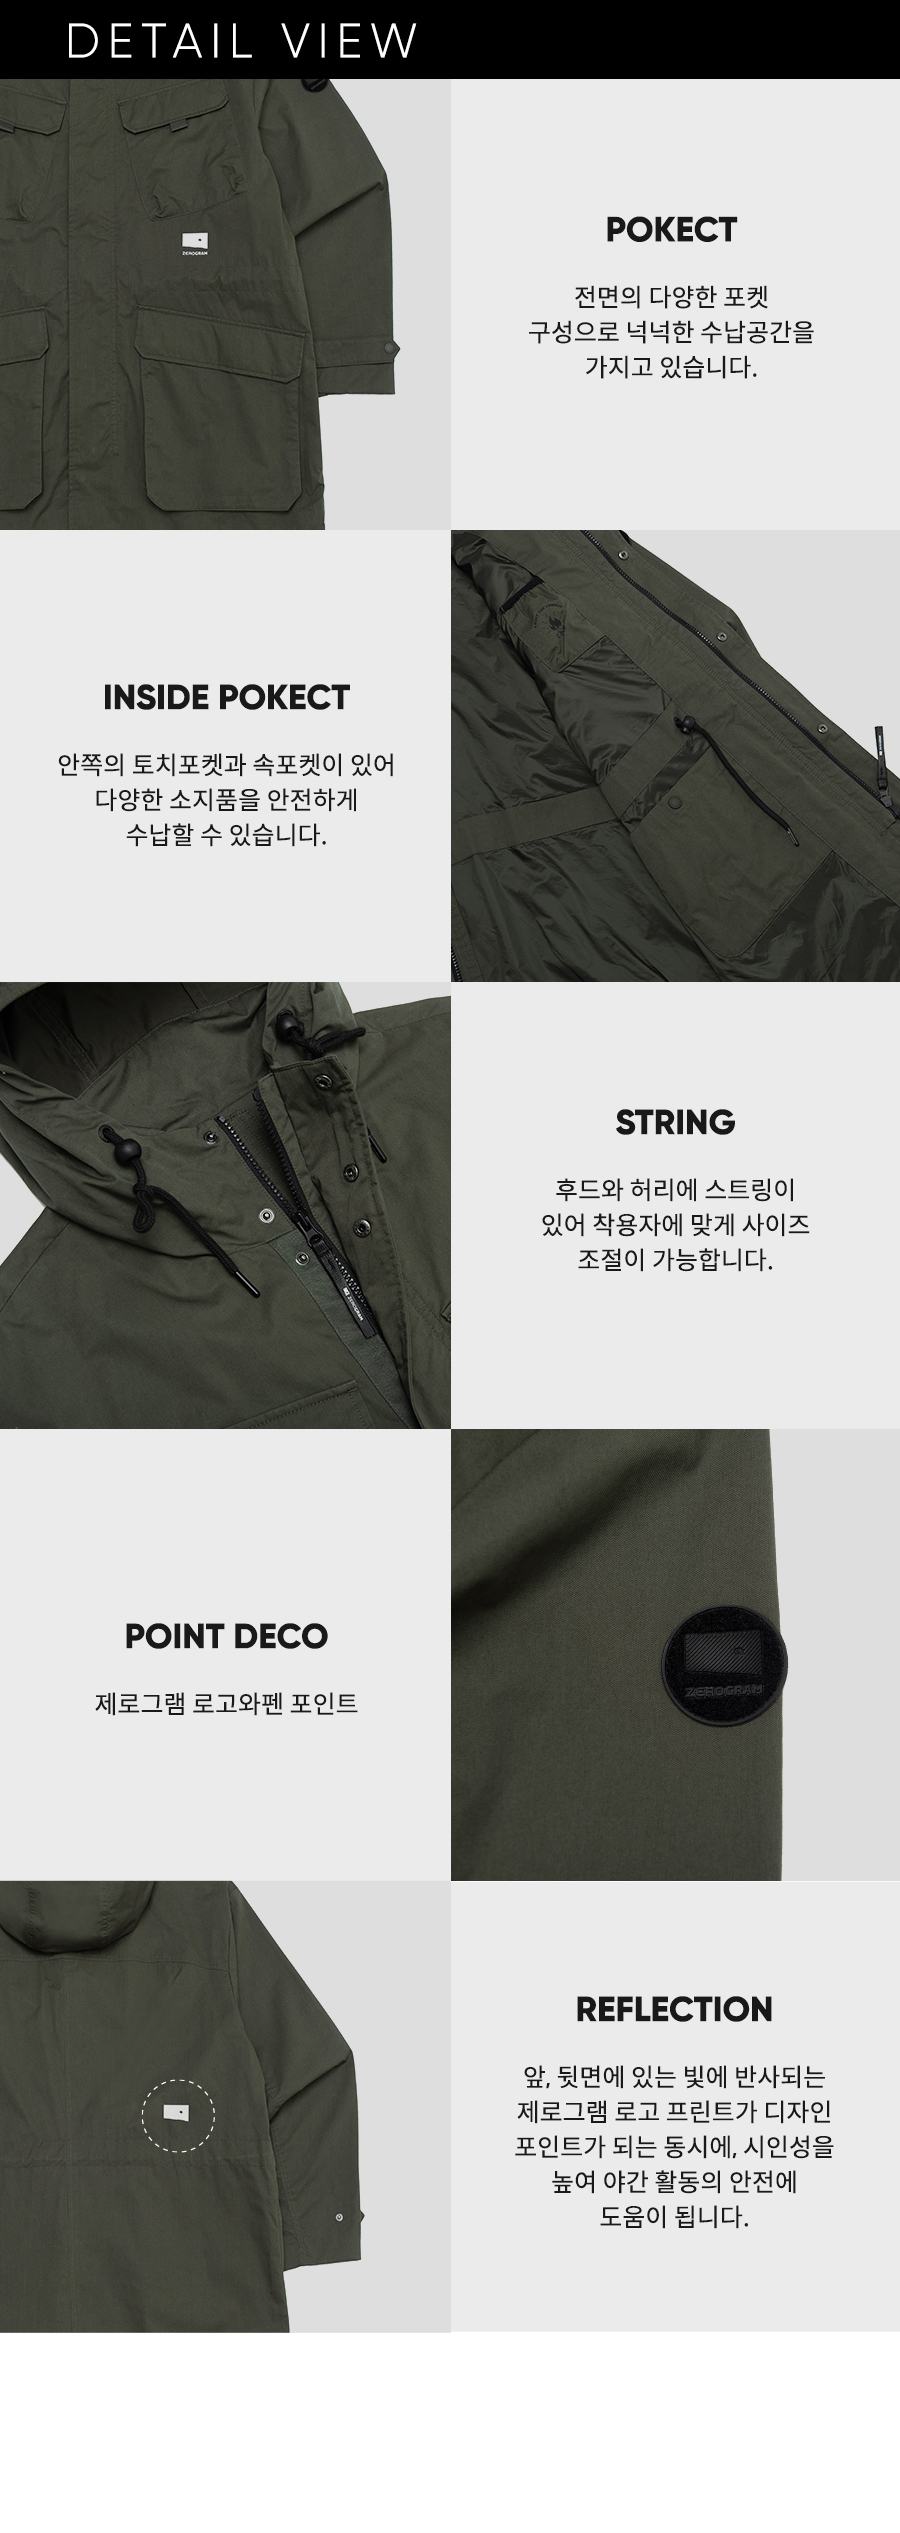 DETAIL VIEW
ZEROGRAM
POKECT
전면의 다양한 포켓
구성으로 넉넉한 수납공간을
가지고 있습니다.
INSIDE POKECT
안쪽의 토치포켓과 속포켓이 있어
다양한 소지품을 안전하게
수납할 수 있습니다.
ZEROGRAM
STRING
후드와 허리에 스트링이
있어 착용자에 맞게 사이즈
조절이 가능합니다.
POINT DECO
제로그램 로고와펜 포인트
ZEROGRAM
REFLECTION
앞, 뒷면에 있는 빛에 반사되는
제로그램 로고 프린트가 디자인
포인트가 되는 동시에, 시인성을
높여 야간 활동의 안전에
도움이 됩니다.